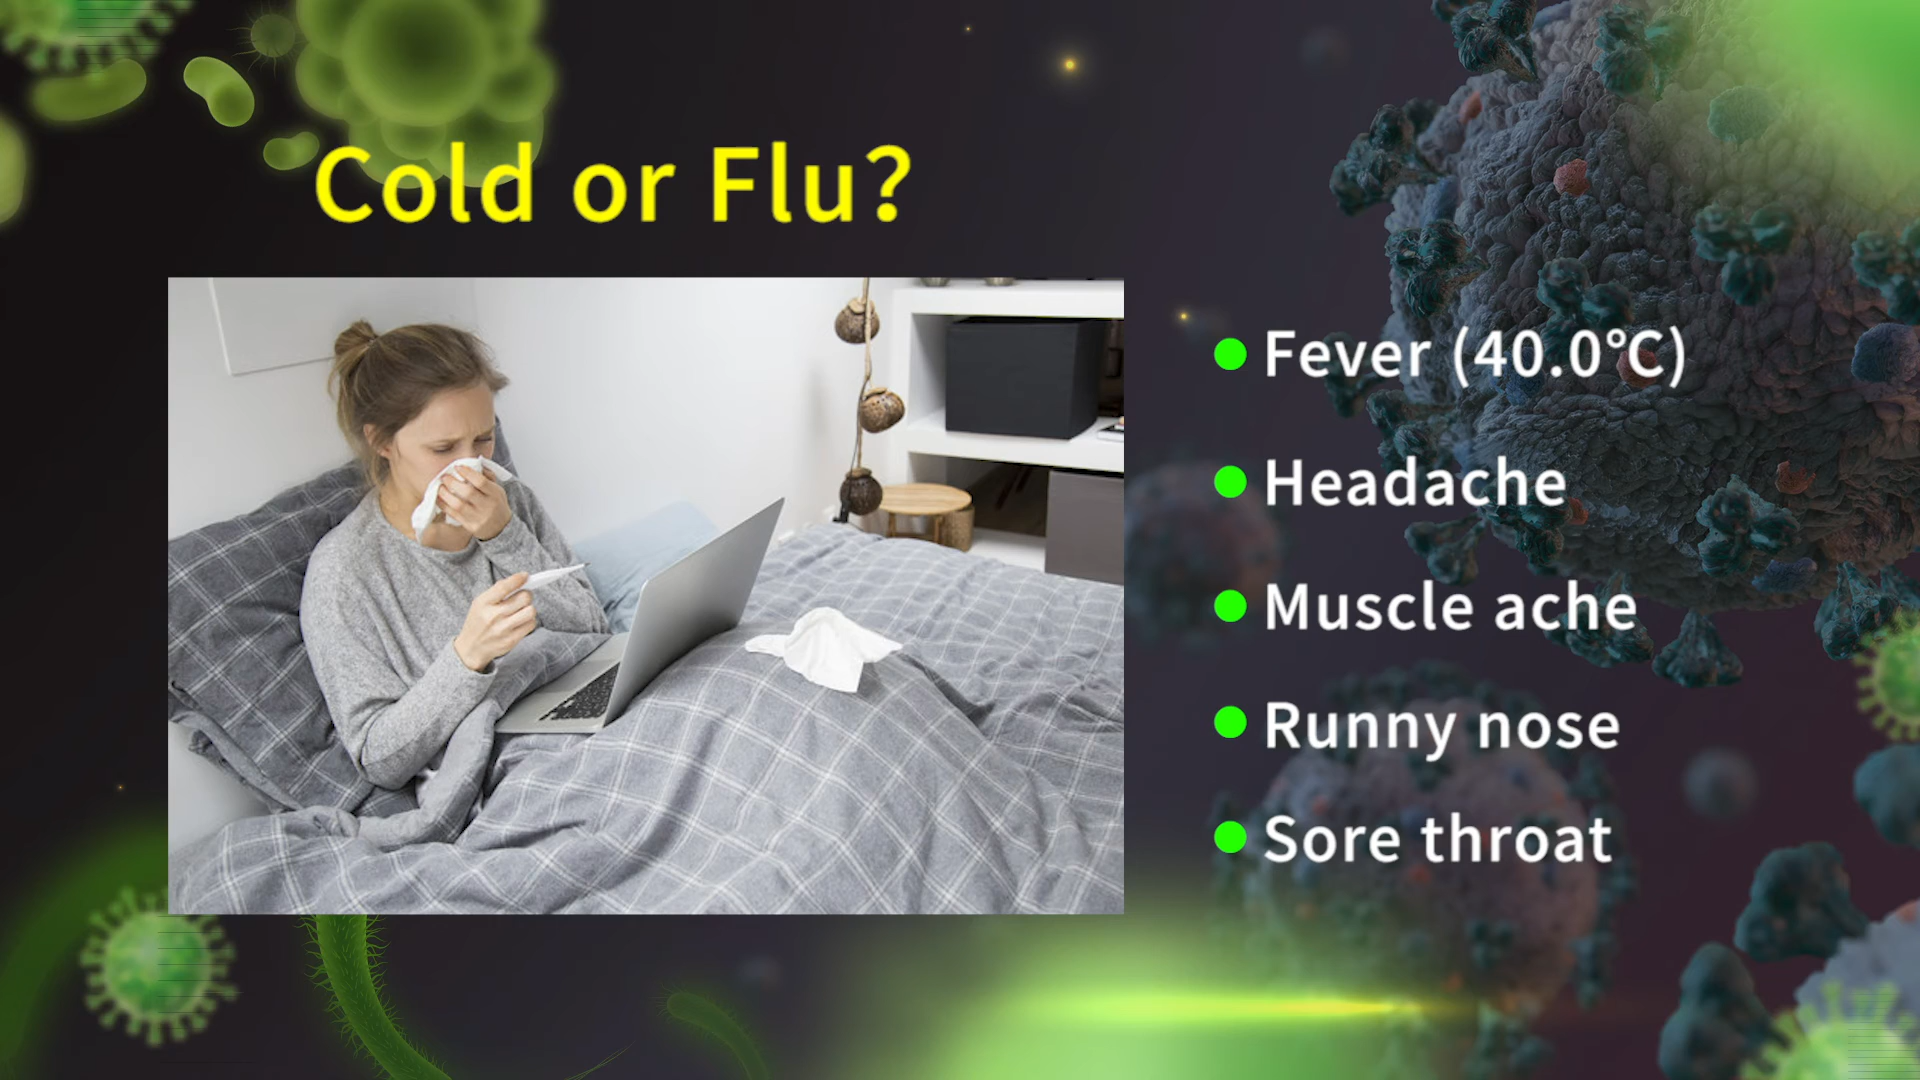 Cold or Flu?
Fever (40.0℃)
Headache
Muscle ache
Runny nose
Sore throat